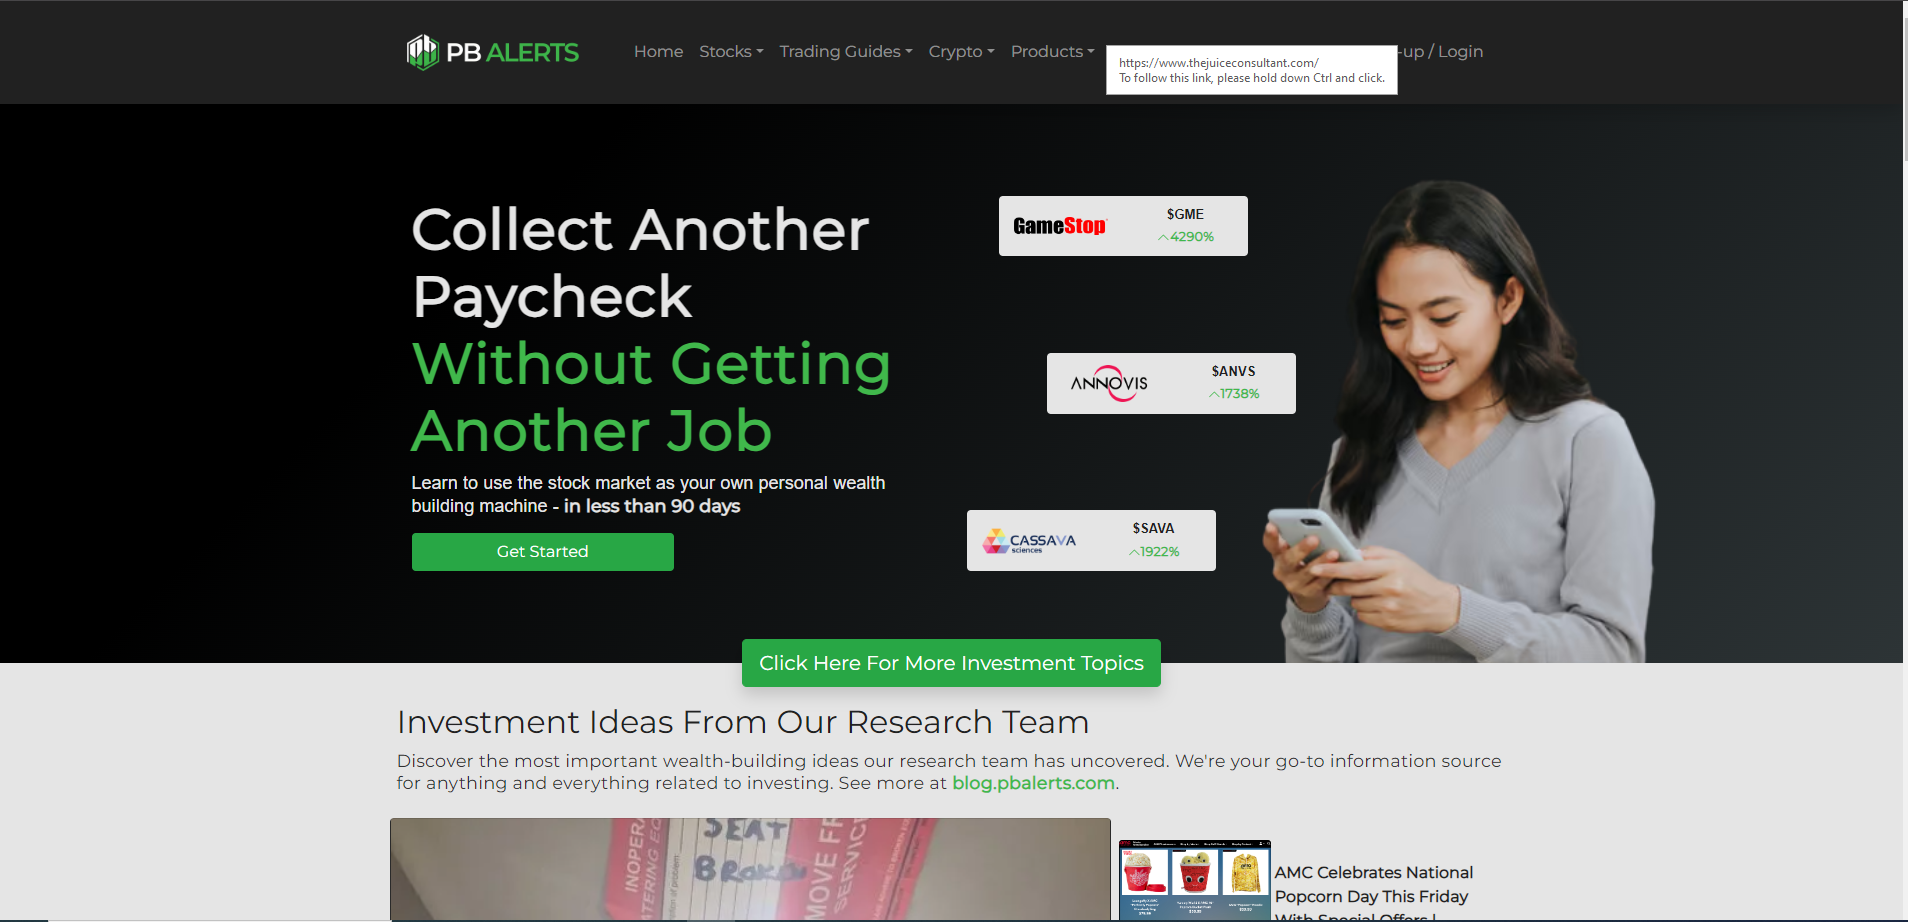 PB ALERTS
Home Stocks Trading Guides Crypto Products -up / Login
https://www.thejuiceconsultant.com/
To follow this link, please hold down Ctrl and click.
Collect Another
Paycheck
Without Getting
Another Job
Learn to use the stock market as your own personal wealth
building machine - in less than 90 days
Get Started
GameStop
$GME
4290%
ANNOVIS
$ANVS
1738%
CASSAVA
sciences
$SAVA
1922%
Click Here For More Investment Topics
Investment Ideas From Our Research Team
Discover the most important wealth-building ideas our research team has uncovered. We're your go-to information source
for anything and everything related to investing. See more at blog.pbalerts.com.
SEAT
BROKEN
AMC Celebrates National
Popcorn Day This Friday
With Special Offers |